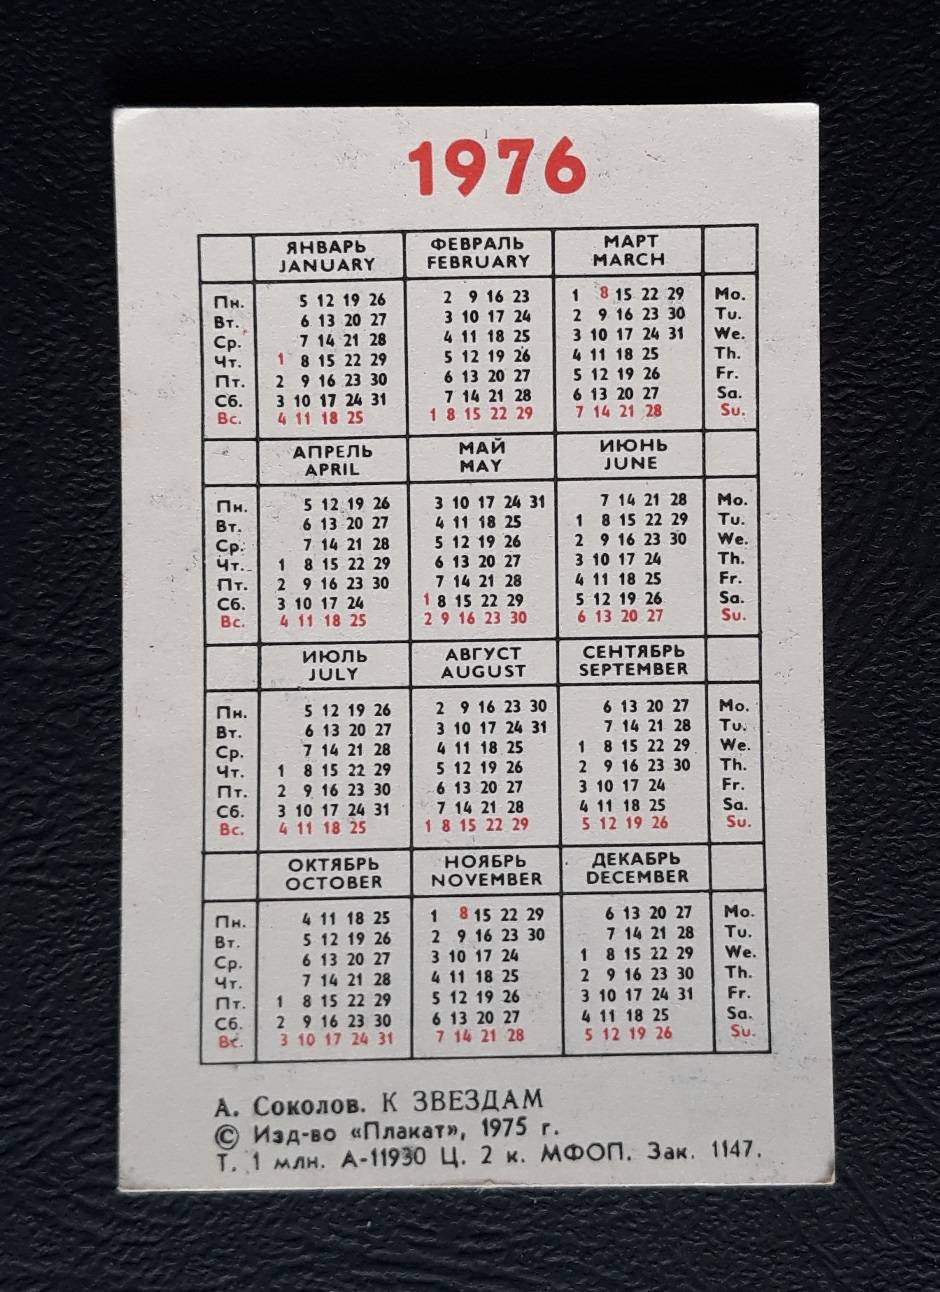 1976
ЯНВАРЬ ФЕВРАЛЬ МАРТ
JANUARY FEBRUARY MARCH
Пн. 5 12 19 26 2 9 16 23 1 8 15 22 29 Mo.
Вт. 6 13 20 27 3 10 17 24 2 9 16 23 30 Tu.
Ср. 7 14 21 28 4 11 18 25 3 10 17 24 31 We.
Чт. 1 8 15 22 29 5 12 19 26 4 11 18 25 Th.
Пт. 2 9 16 23 30 6 13 20 27 5 12 19 26 Fr.
Сб. 3 10 17 24 31 7 14 21 28 6 13 20 27 Sa.
Вс. 4 11 18 25 1 8 15 22 29 7 14 21 28 Su.
АПРЕЛЬ МАЙ ИЮНЬ
APRIL MAY JUNE
Пн. 5 12 19 26 3 10 17 24 31 7 14 21 28 Mo.
Вт. 6 13 20 27 4 11 18 25 1 8 15 22 29 Tu.
Ср. 7 14 21 28 5 12 19 26 2 9 16 23 30 We.
Чт. 1 8 15 22 29 6 13 20 27 3 10 17 24 Th.
Пт. 2 9 16 23 30 7 14 21 28 4 11 18 25 Fr.
Сб. 3 10 17 24 1 8 15 22 29 5 12 19 26 Sa.
Вс. 4 11 18 25 2 9 16 23 30 6 13 20 27 Su.
ИЮЛЬ АВГУСТ СЕНТЯБРЬ
JULY AUGUST SEPTEMBER
Пн. 5 12 19 26 2 9 16 23 30 6 13 20 27 Mo.
Вт. 6 13 20 27 3 10 17 24 31 7 14 21 28 Tu.
Ср. 7 14 21 28 4 11 18 25 1 8 15 22 29 We.
Чт. 1 8 15 22 29 5 12 19 26 2 9 16 23 30 Th.
Пт. 2 9 16 23 30 6 13 20 27 3 10 17 24 Fr.
Сб. 3 10 17 24 31 7 14 21 28 4 11 18 25 Sa.
Вс. 4 11 18 25 1 8 15 22 29 5 12 19 26 Su.
ОКТЯБРЬ НОЯБРЬ ДЕКАБРЬ
OCTOBER NOVEMBER DECEMBER
Пн. 4 11 18 25 1 8 15 22 29 6 13 20 27 Mo.
Вт. 5 12 19 26 2 9 16 23 30 7 14 21 28 Tu.
Ср. 6 13 20 27 3 10 17 24 1 8 15 22 29 We.
Чт. 7 14 21 28 4 11 18 25 2 9 16 23 30 Th.
Пт. 1 8 15 22 29 5 12 19 26 3 10 17 24 31 Fr.
Сб. 2 9 16 23 30 6 13 20 27 4 11 18 25 Sa.
Вс. 3 10 17 24 31 7 14 21 28 5 12 19 26 Su.
А. Соколов. К ЗВЕЗДАМ
© Изд-во «Плакат», 1975 г.
Т. 1 млн. А-11930 Ц. 2 к. МФОП. Зак. 1147.